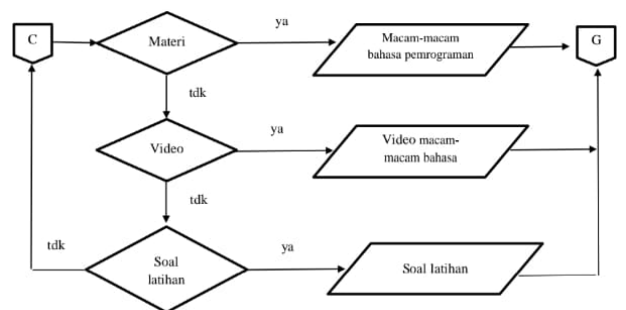 C
Materi
ya
Macam-macam
bahasa pemrograman
G
tdk
Video
ya
Video macam-
macam bahasa
tdk
tdk
Soal
latihan
ya
Soal latihan